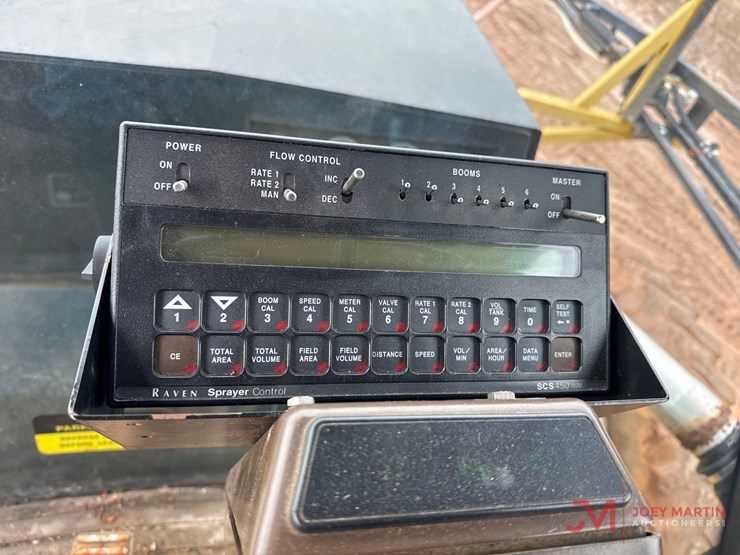 POWER
ON
OFF
FLOW CONTROL
RATE 1
RATE 2
MAN
INC
DEC
BOOMS
1 2 3 4 5 6
MASTER
ON
OFF
1
2
BOOM CAL 3
SPEED CAL 4
METER CAL 5
VALVE CAL 6
RATE 1 CAL 7
RATE 2 CAL 8
VOL TANK 9
TIME 0
SELF TEST
CE
TOTAL AREA
TOTAL VOLUME
FIELD AREA
FIELD VOLUME
DISTANCE
SPEED
VOL/ MIN
AREA/ HOUR
DATA MENU
ENTER
RAVEN Sprayer Control
SCS 450
JM JOEY MARTIN
AUCTIONEERS